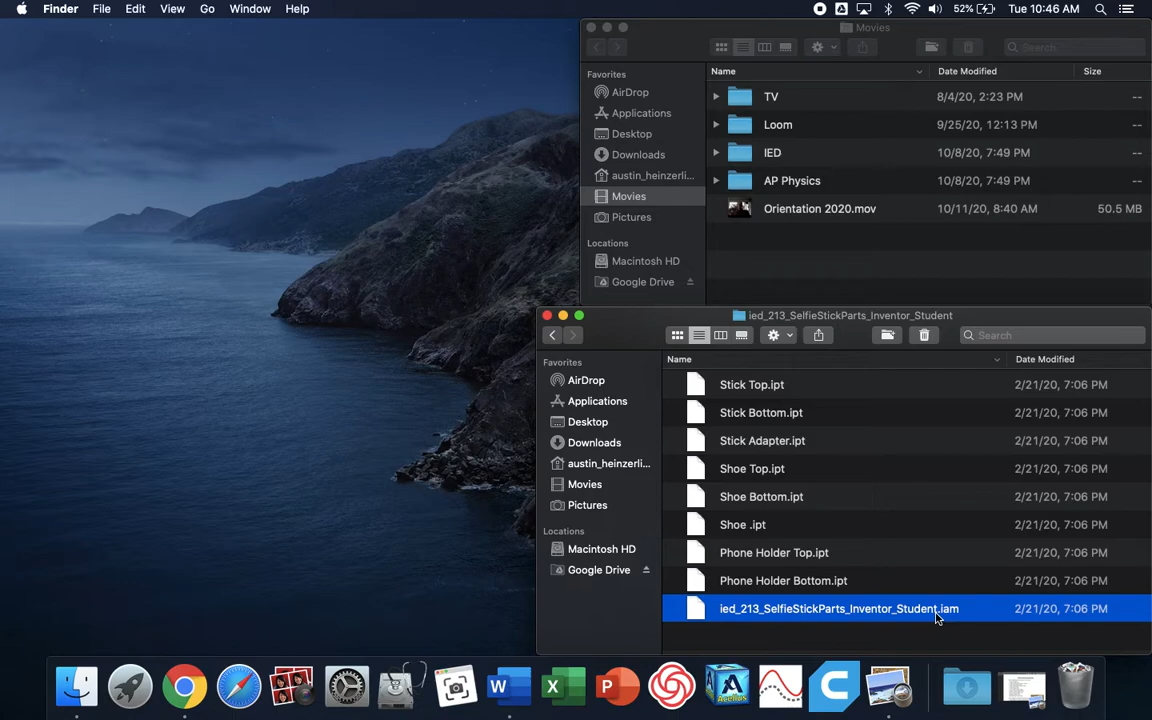 Finder File Edit View Go Window Help 52% Tue 10:46 AM
Movies
Search
Favorites
AirDrop
Applications
Desktop
Downloads
austin_heinzerli...
Movies
Pictures
Locations
Macintosh HD
Google Drive
Name Date Modified Size
TV 8/4/20, 2:23 PM --
Loom 9/25/20, 12:13 PM --
IED 10/8/20, 7:49 PM --
AP Physics 10/8/20, 7:49 PM --
Orientation 2020.mov 10/11/20, 8:40 AM 50.5 MB
ied_213_SelfieStickParts_Inventor_Student
Search
Favorites
AirDrop
Applications
Desktop
Downloads
austin_heinzerli...
Movies
Pictures
Locations
Macintosh HD
Google Drive
Name Date Modified
Stick Top.ipt 2/21/20, 7:06 PM
Stick Bottom.ipt 2/21/20, 7:06 PM
Stick Adapter.ipt 2/21/20, 7:06 PM
Shoe Top.ipt 2/21/20, 7:06 PM
Shoe Bottom.ipt 2/21/20, 7:06 PM
Shoe .ipt 2/21/20, 7:06 PM
Phone Holder Top.ipt 2/21/20, 7:06 PM
Phone Holder Bottom.ipt 2/21/20, 7:06 PM
ied_213_SelfieStickParts_Inventor_Student.iam 2/21/20, 7:06 PM